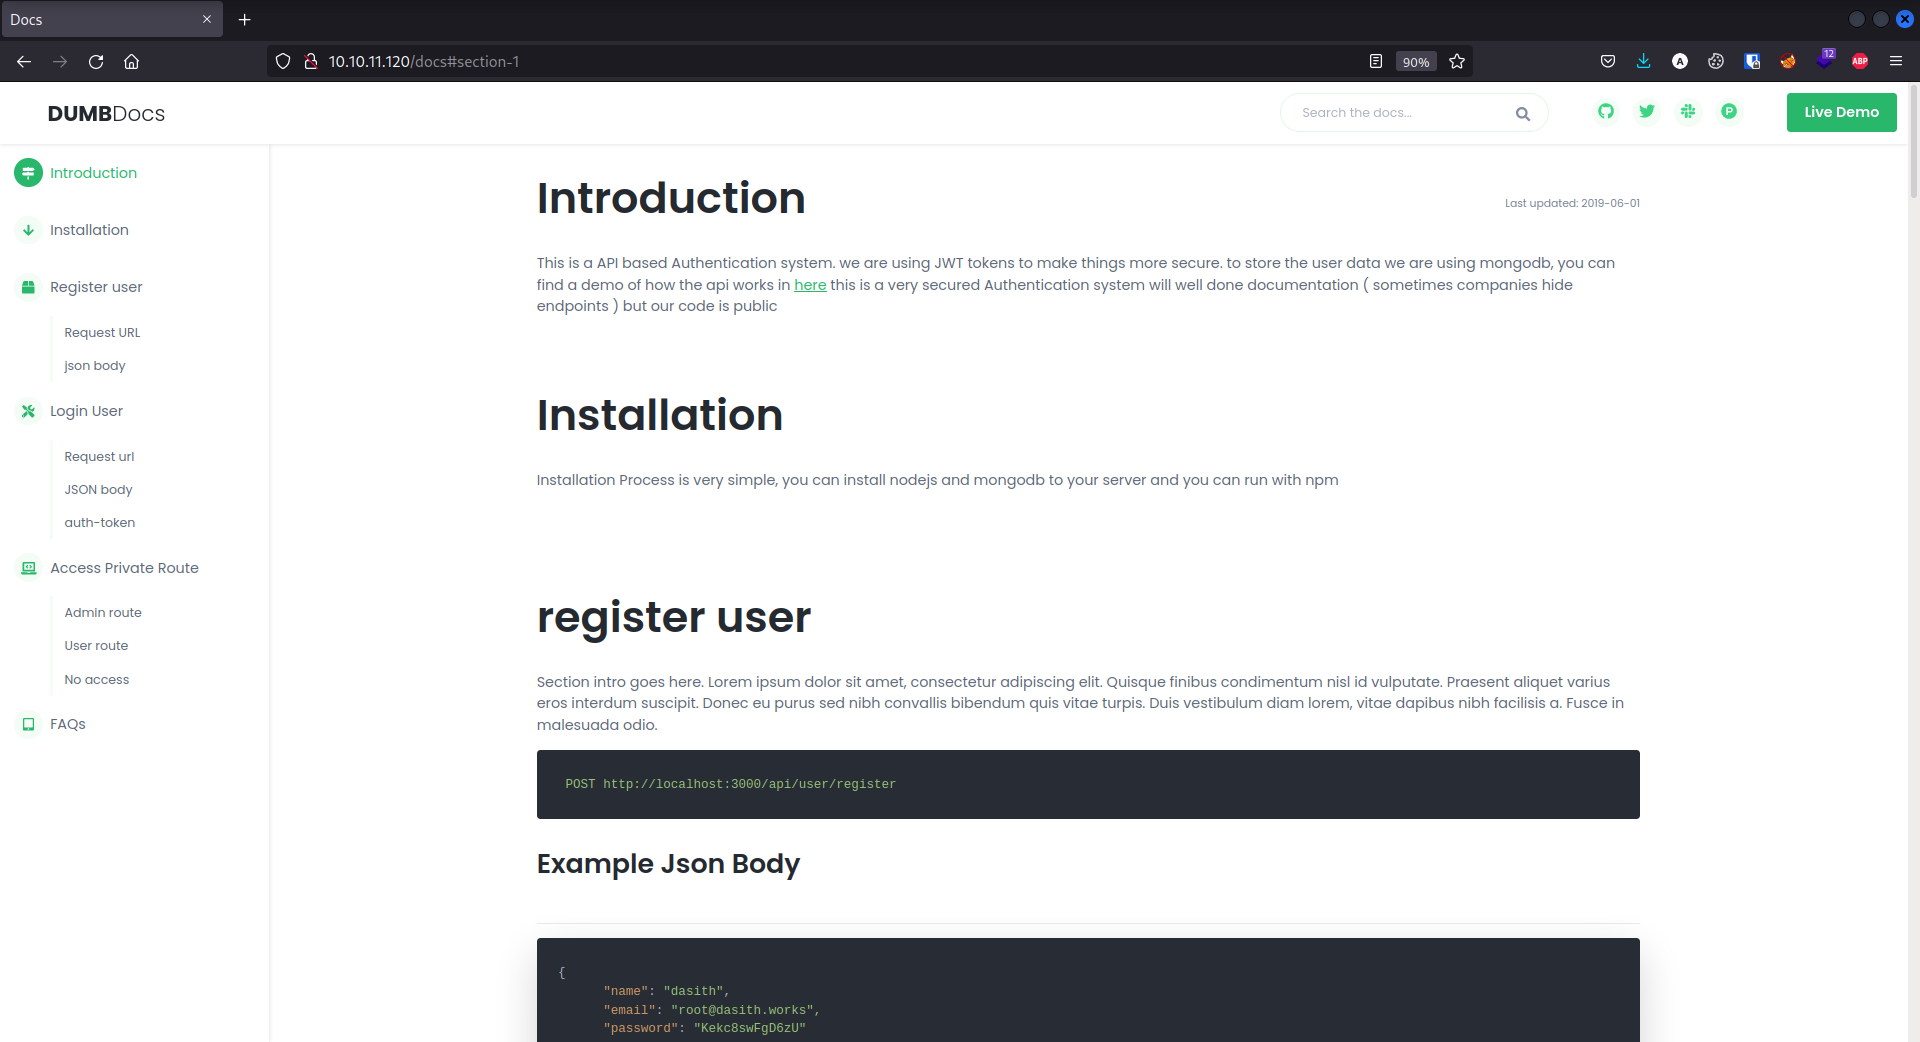 Docs
10.10.11.120/docs#section-1
90%
12
A
ABP
DUMBDocs
Search the docs...
P
Live Demo
Introduction
Installation
Register user
Request URL
json body
Login User
Request url
JSON body
auth-token
Access Private Route
Admin route
User route
No access
FAQs
Introduction
Last updated: 2019-06-01
This is a API based Authentication system. we are using JWT tokens to make things more secure. to store the user data we are using mongodb, you can
find a demo of how the api works in here this is a very secured Authentication system will well done documentation ( sometimes companies hide
endpoints ) but our code is public
Installation
Installation Process is very simple, you can install nodejs and mongodb to your server and you can run with npm
register user
Section intro goes here. Lorem ipsum dolor sit amet, consectetur adipiscing elit. Quisque finibus condimentum nisl id vulputate. Praesent aliquet varius
eros interdum suscipit. Donec eu purus sed nibh convallis bibendum quis vitae turpis. Duis vestibulum diam lorem, vitae dapibus nibh facilisis a. Fusce in
malesuada odio.
POST http://localhost:3000/api/user/register
Example Json Body
{
"name": "dasith",
"email": "root@dasith.works",
"password": "Kekc8swFgD6zU"